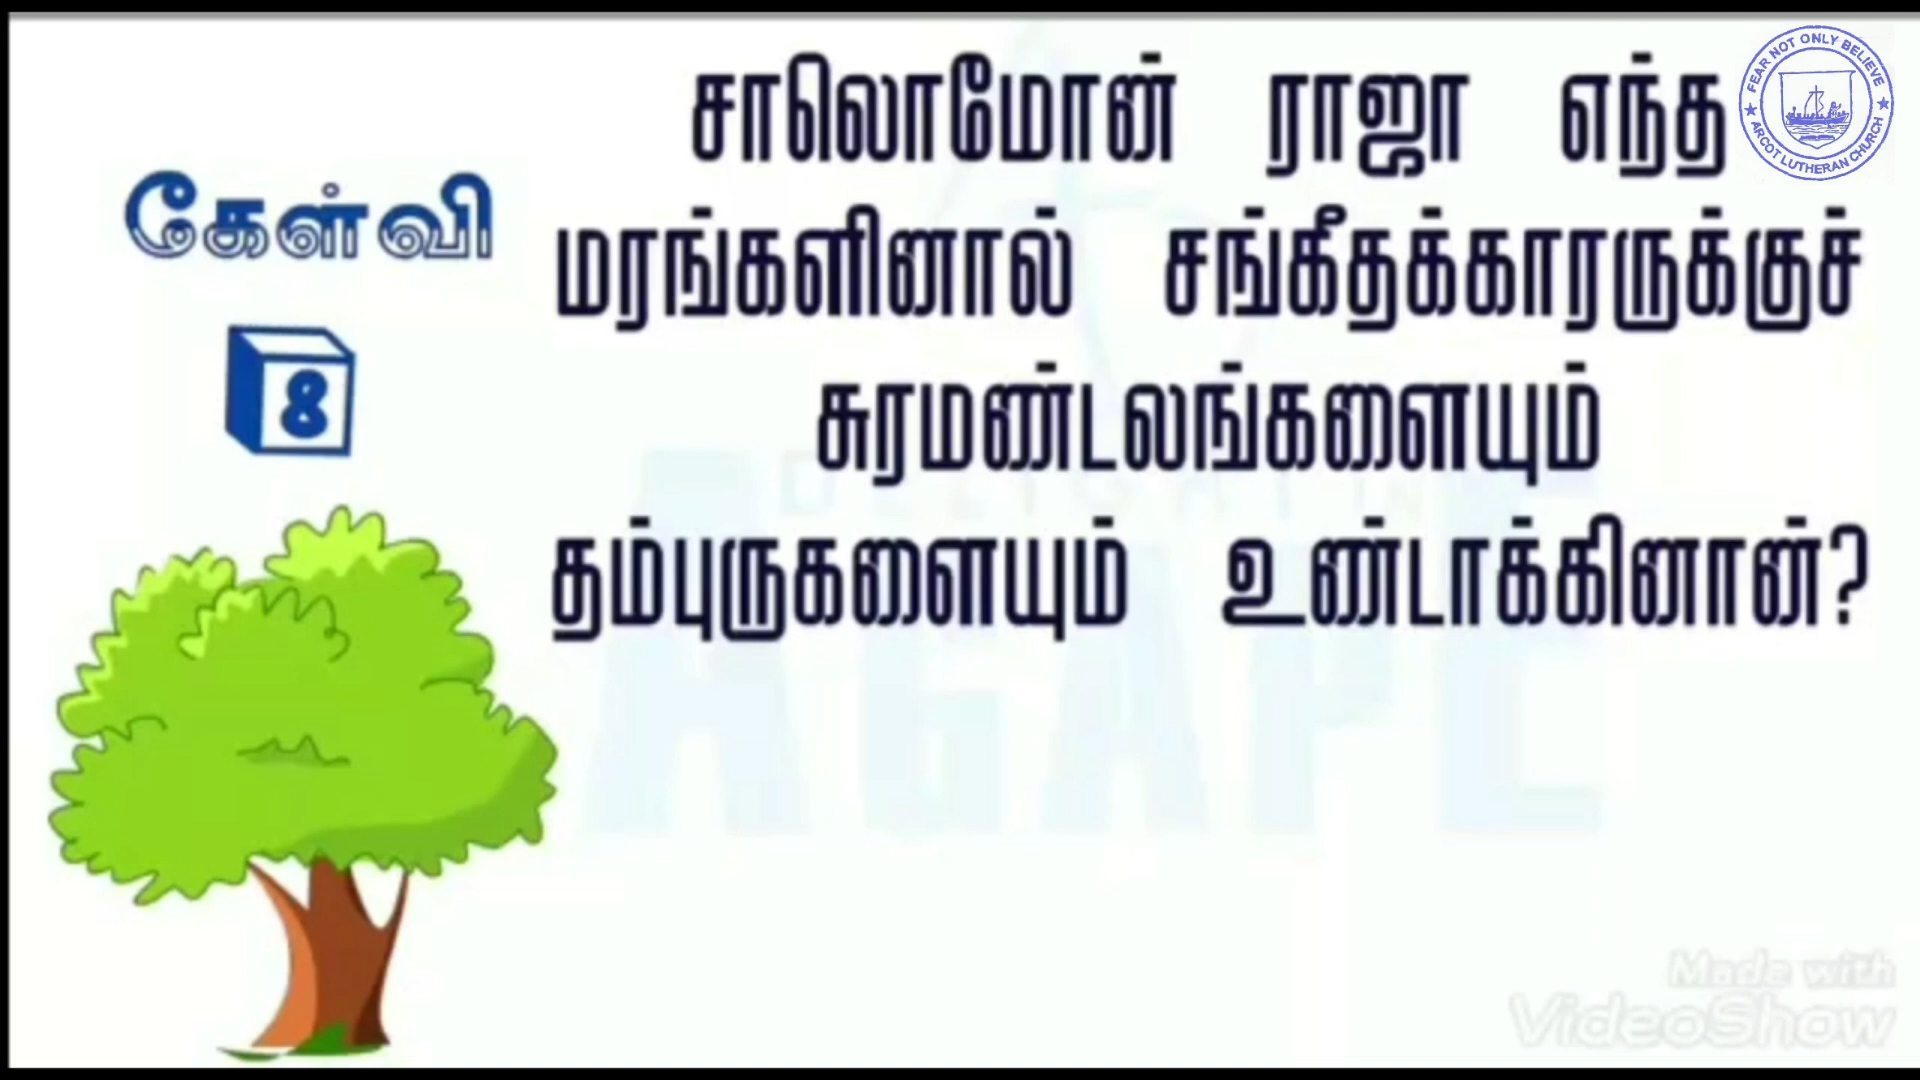 FEAR NOT ONLY BELIEVE
ARCOT LUTHERAN CHURCH
கேள்வி
8
சாலொமோன் ராஜா எந்த
மரங்களினால் சங்கீதக்காரருக்குச்
சுரமண்டலங்களையும்
தம்புருகளையும் உண்டாக்கினான்?
AGAPE
Made with
VideoShow